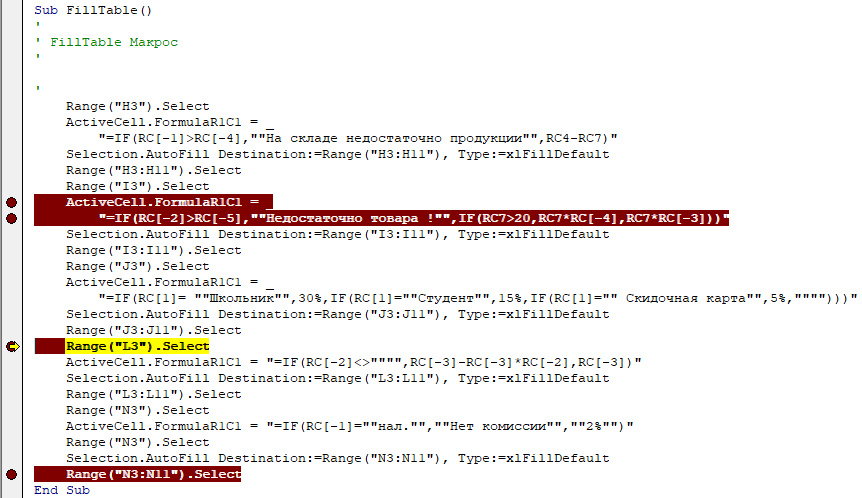 Sub FillTable()
'
' FillTable Макрос
'

'
    Range("H3").Select
    ActiveCell.FormulaR1C1 = _
        "=IF(RC[-1]>RC[-4],""На складе недостаточно продукции"",RC4-RC7)"
    Selection.AutoFill Destination:=Range("H3:H11"), Type:=xlFillDefault
    Range("H3:H11").Select
    Range("I3").Select
    ActiveCell.FormulaR1C1 = _
        "=IF(RC[-2]>RC[-5],""Недостаточно товара !"",IF(RC7>20,RC7*RC[-4],RC7*RC[-3]))"
    Selection.AutoFill Destination:=Range("I3:I11"), Type:=xlFillDefault
    Range("I3:I11").Select
    Range("J3").Select
    ActiveCell.FormulaR1C1 = _
        "=IF(RC[1]= ""Школьник"",30%,IF(RC[1]=""Студент"",15%,IF(RC[1]="" Скидочная карта"",5%,"""")))"
    Selection.AutoFill Destination:=Range("J3:J11"), Type:=xlFillDefault
    Range("J3:J11").Select
    Range("L3").Select
    ActiveCell.FormulaR1C1 = "=IF(RC[-2]<>"""",RC[-3]-RC[-3]*RC[-2],RC[-3])"
    Selection.AutoFill Destination:=Range("L3:L11"), Type:=xlFillDefault
    Range("L3:L11").Select
    Range("N3").Select
    ActiveCell.FormulaR1C1 = "=IF(RC[-1]=""нал."",""Нет комиссии"",""2%"")"
    Range("N3").Select
    Selection.AutoFill Destination:=Range("N3:N11"), Type:=xlFillDefault
    Range("N3:N11").Select
End Sub